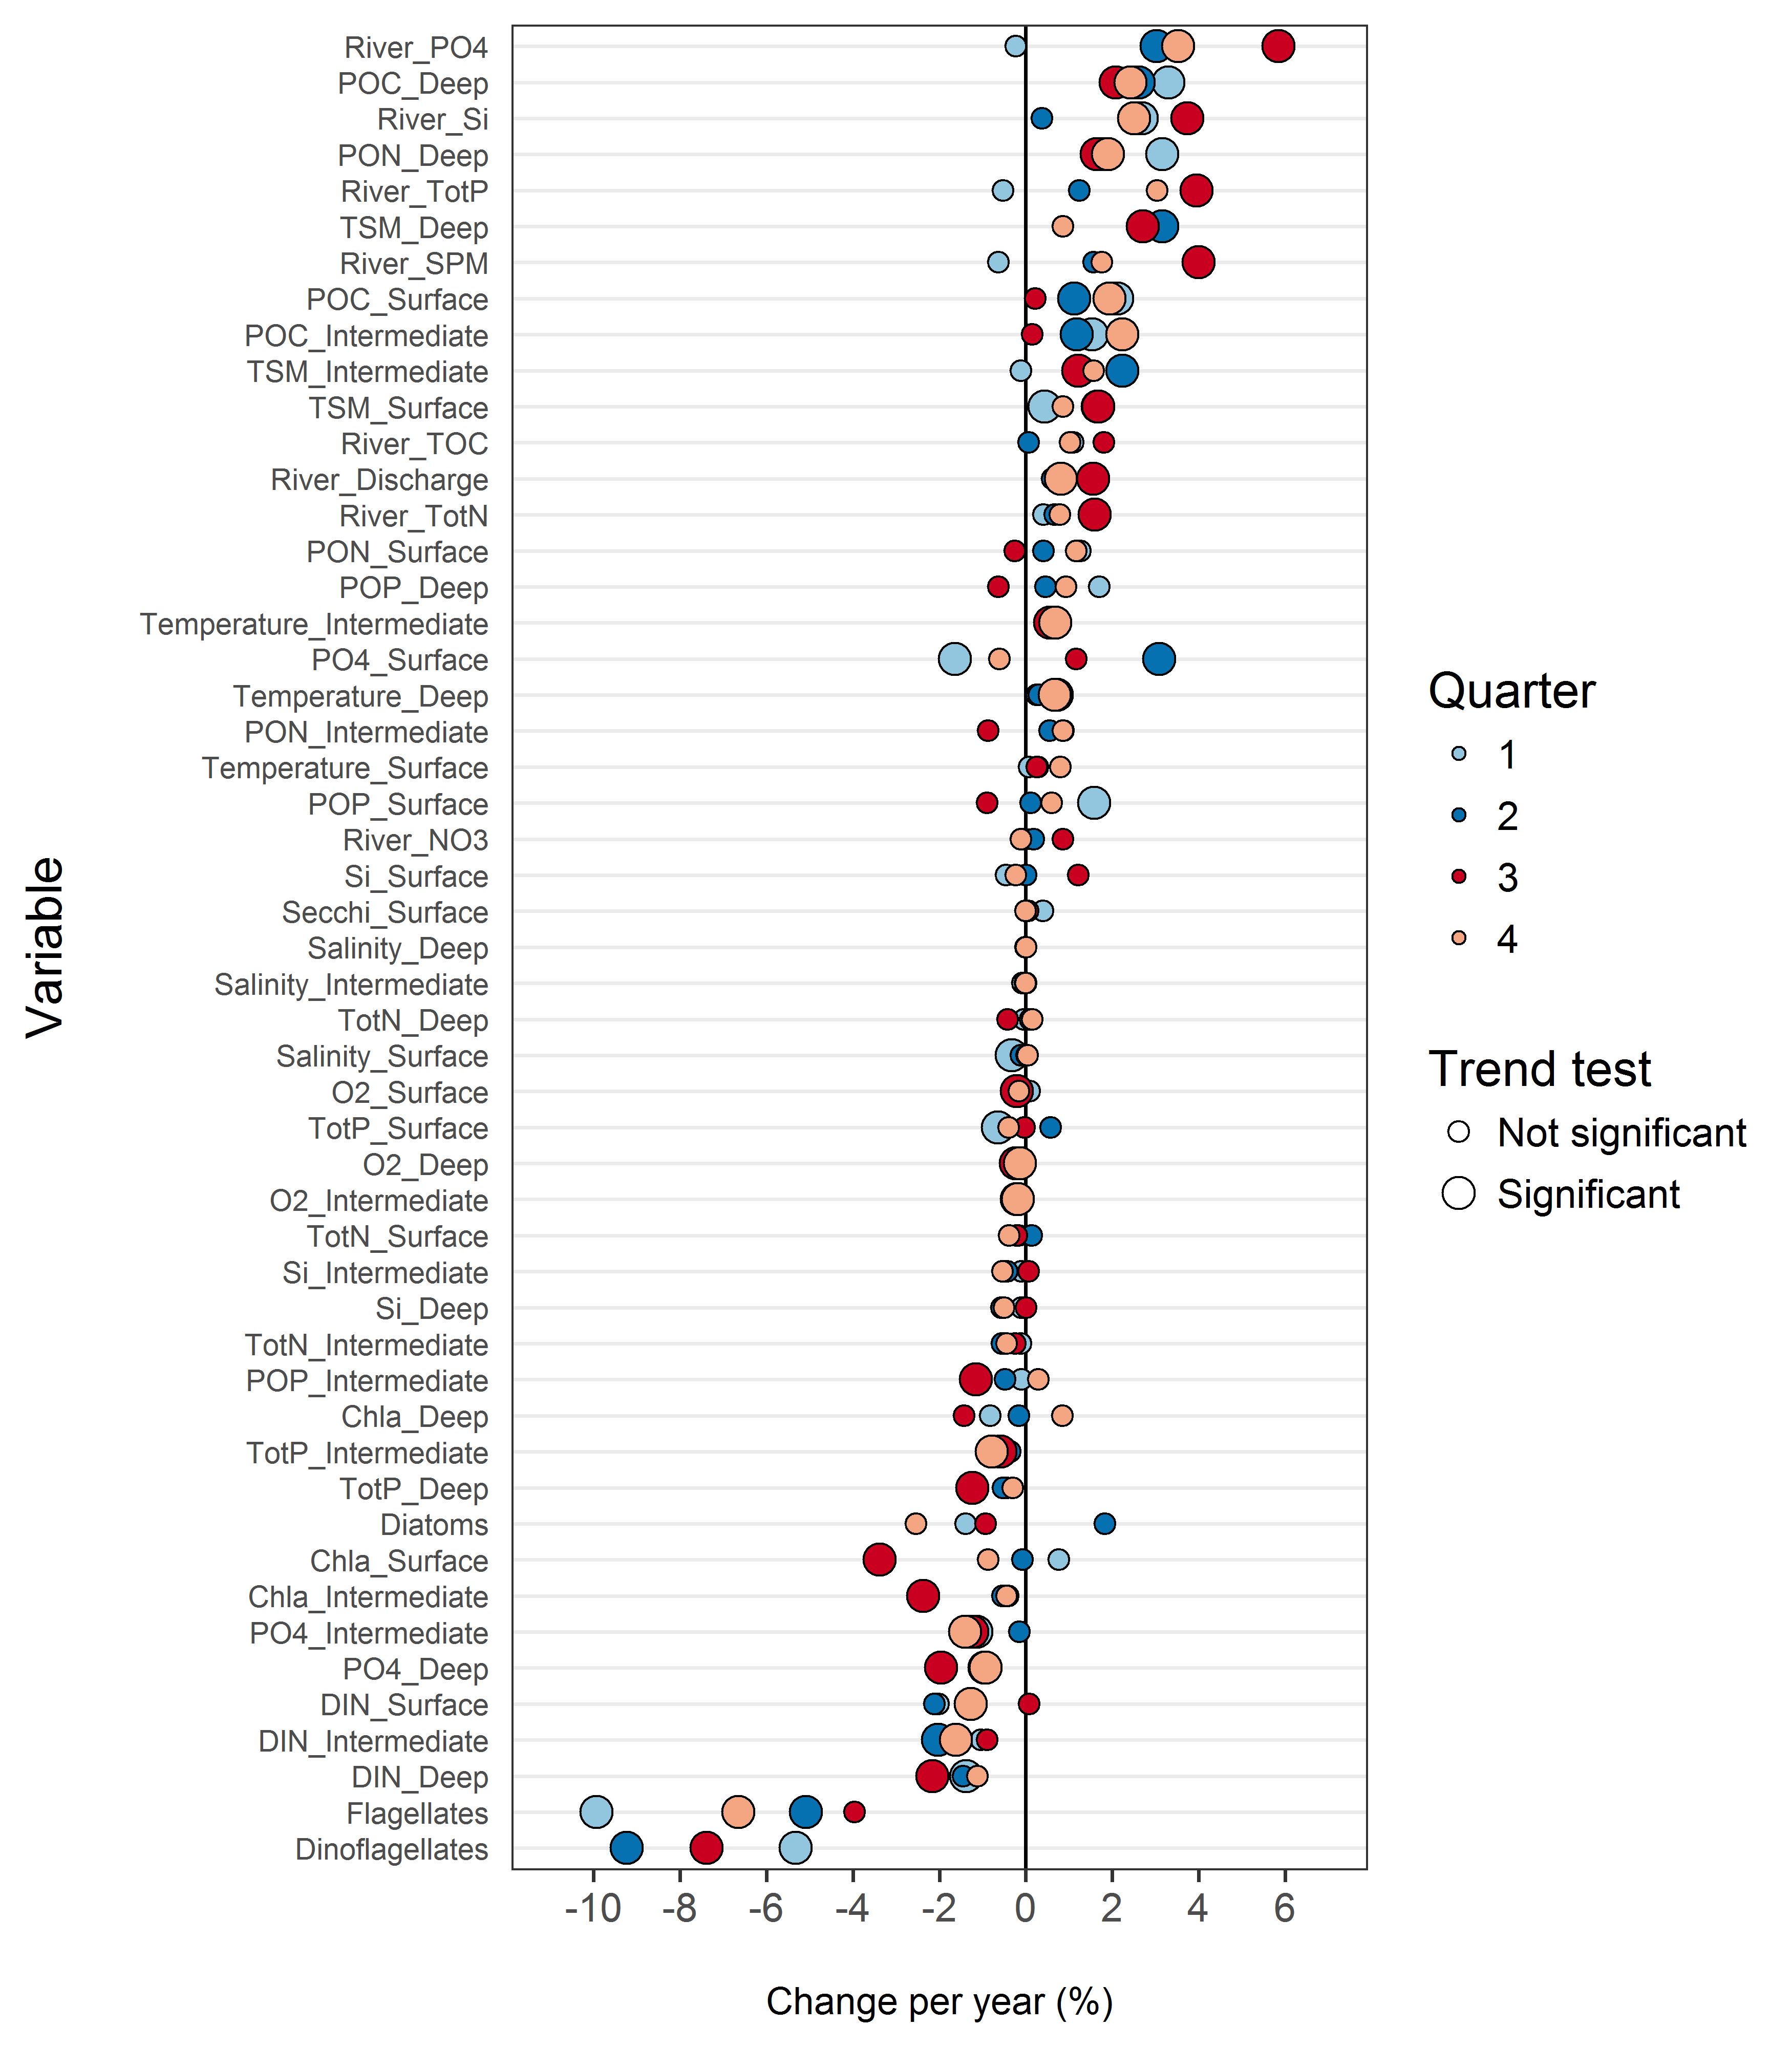 Variable
River_PO4
POC_Deep
River_Si
PON_Deep
River_TotP
TSM_Deep
River_SPM
POC_Surface
POC_Intermediate
TSM_Intermediate
TSM_Surface
River_TOC
River_Discharge
River_TotN
PON_Surface
POP_Deep
Temperature_Intermediate
PO4_Surface
Temperature_Deep
PON_Intermediate
Temperature_Surface
POP_Surface
River_NO3
Si_Surface
Secchi_Surface
Salinity_Deep
Salinity_Intermediate
TotN_Deep
Salinity_Surface
O2_Surface
TotP_Surface
O2_Deep
O2_Intermediate
TotN_Surface
Si_Intermediate
Si_Deep
TotN_Intermediate
POP_Intermediate
Chla_Deep
TotP_Intermediate
TotP_Deep
Diatoms
Chla_Surface
Chla_Intermediate
PO4_Intermediate
PO4_Deep
DIN_Surface
DIN_Intermediate
DIN_Deep
Flagellates
Dinoflagellates
-10 -8 -6 -4 -2 0 2 4 6
Change per year (%)
Quarter
1
2
3
4
Trend test
Not significant
Significant